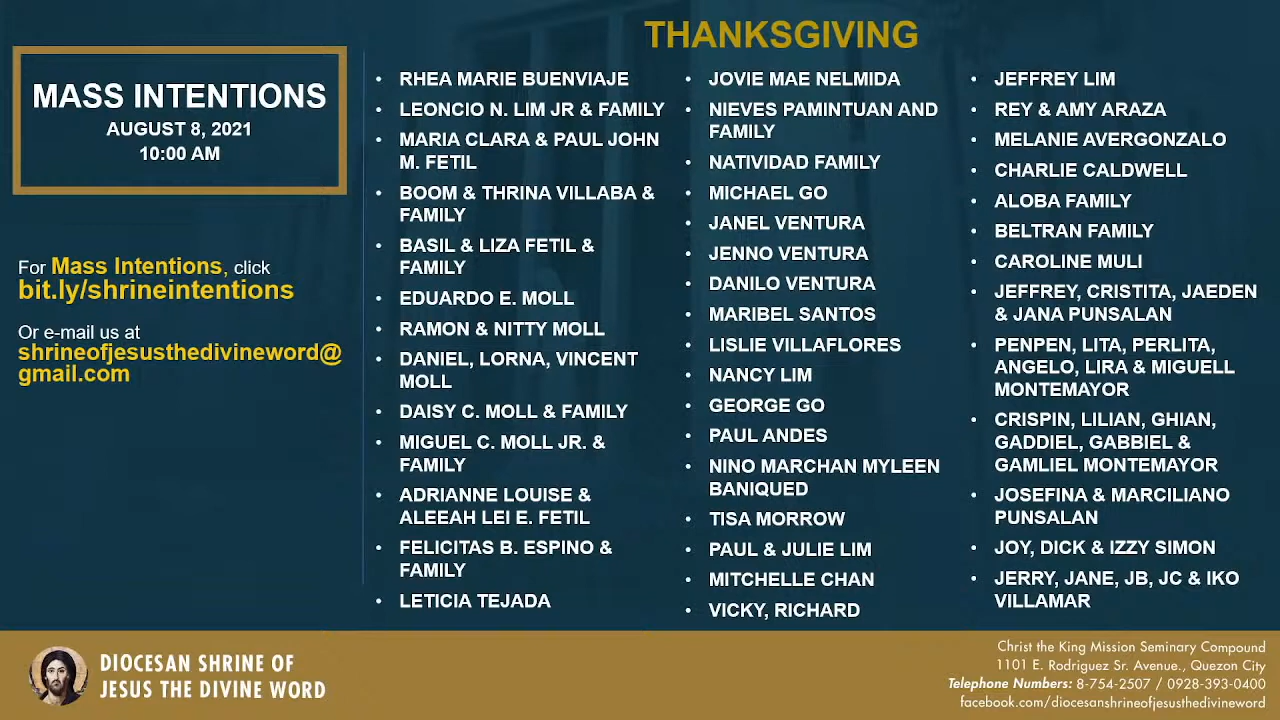 THANKSGIVING
MASS INTENTIONS
AUGUST 8, 2021
10:00 AM
For Mass Intentions, click
bit.ly/shrineintentions
Or e-mail us at
shrineofjesusthedivineword@
gmail.com
• RHEA MARIE BUENVIAJE
• LEONCIO N. LIM JR & FAMILY
• MARIA CLARA & PAUL JOHN
M. FETIL
• BOOM & THRINA VILLABA &
FAMILY
• BASIL & LIZA FETIL &
FAMILY
• EDUARDO E. MOLL
• RAMON & NITTY MOLL
• DANIEL, LORNA, VINCENT
MOLL
• DAISY C. MOLL & FAMILY
• MIGUEL C. MOLL JR. &
FAMILY
• ADRIANNE LOUISE &
ALEEAH LEI E. FETIL
• FELICITAS B. ESPINO &
FAMILY
• LETICIA TEJADA
• JOVIE MAE NELMIDA
• NIEVES PAMINTUAN AND
FAMILY
• NATIVIDAD FAMILY
• MICHAEL GO
• JANEL VENTURA
• JENNO VENTURA
• DANILO VENTURA
• MARIBEL SANTOS
• LISLIE VILLAFLORES
• NANCY LIM
• GEORGE GO
• PAUL ANDES
• NINO MARCHAN MYLEEN
BANIQUED
• TISA MORROW
• PAUL & JULIE LIM
• MITCHELLE CHAN
• VICKY, RICHARD
• JEFFREY LIM
• REY & AMY ARAZA
• MELANIE AVERGONZALO
• CHARLIE CALDWELL
• ALOBA FAMILY
• BELTRAN FAMILY
• CAROLINE MULI
• JEFFREY, CRISTITA, JAEDEN
& JANA PUNSALAN
• PENPEN, LITA, PERLITA,
ANGELO, LIRA & MIGUELL
MONTEMAYOR
• CRISPIN, LILIAN, GHIAN,
GADDIEL, GABBIEL &
GAMLIEL MONTEMAYOR
• JOSEFINA & MARCILIANO
PUNSALAN
• JOY, DICK & IZZY SIMON
• JERRY, JANE, JB, JC & IKO
VILLAMAR
DIOCESAN SHRINE OF
JESUS THE DIVINE WORD
Christ the King Mission Seminary Compound
1101 E. Rodriguez Sr. Avenue., Quezon City
Telephone Numbers: 8-754-2507 / 0928-393-0400
facebook.com/diocesanshrineofjesusthedivineword